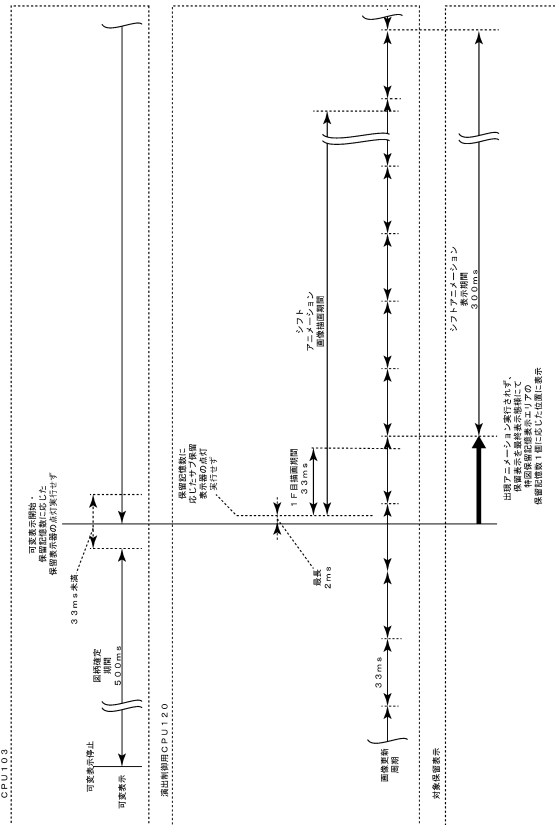 CPU103
可変表示停止
可変表示
図柄確定
期間
500ms
33ms未満
可変表示開始・
保留記憶数に応じた
保留表示器の点灯実行せず
演出制御用CPU120
保留記憶数に
応じたサブ保留
表示器の点灯
実行せず
最長
2ms
1F目描画期間
33ms
シフト
アニメーション
画像描画期間
画像更新
周期
33ms
対象保留表示
シフトアニメーション
表示期間
300ms
出現アニメーション実行されず、
保留表示を最終表示態様にて
特図保留記憶表示エリアの
保留記憶数1個に応じた位置に表示